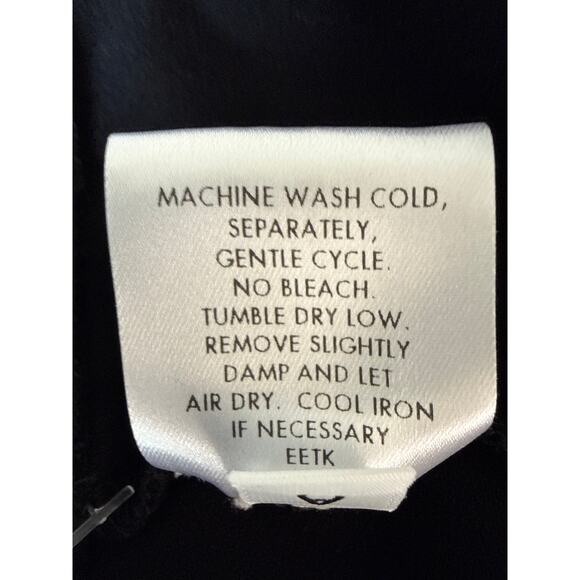 MACHINE WASH COLD,
SEPARATELY,
GENTLE CYCLE.
NO BLEACH.
TUMBLE DRY LOW.
REMOVE SLIGHTLY
DAMP AND LET
AIR DRY. COOL IRON
IF NECESSARY
EETK